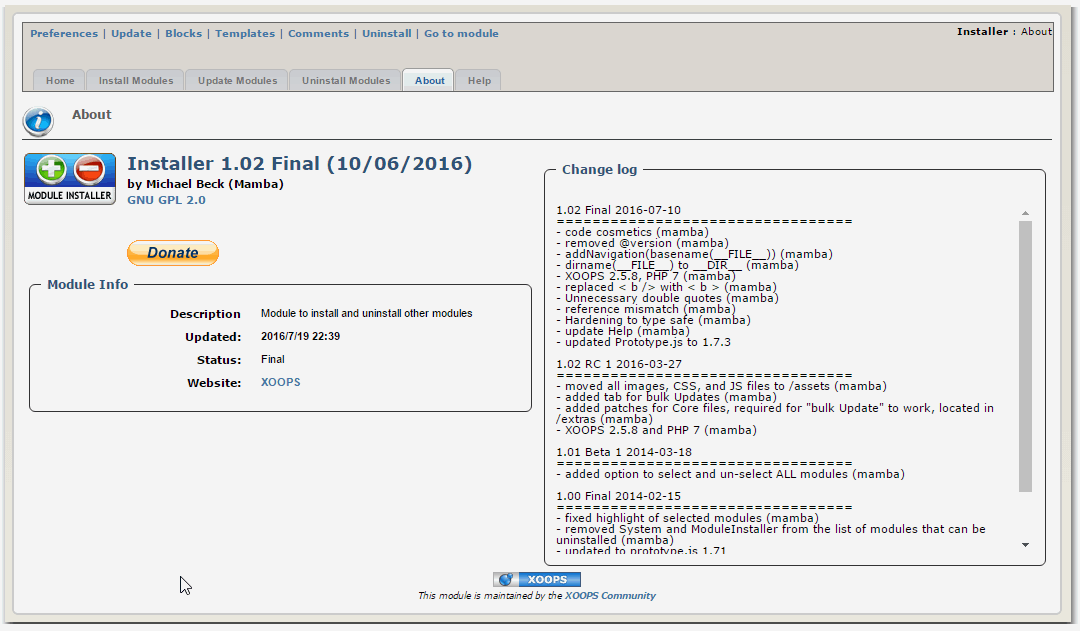 Preferences | Update | Blocks | Templates | Comments | Uninstall | Go to module
Installer : About
Home Install Modules Update Modules Uninstall Modules About Help
About
MODULE INSTALLER
Installer 1.02 Final (10/06/2016)
by Michael Beck (Mamba)
GNU GPL 2.0
Donate
Module Info
Description Module to install and uninstall other modules
Updated: 2016/7/19 22:39
Status: Final
Website: XOOPS
Change log
1.02 Final 2016-07-10
=================================
- code cosmetics (mamba)
- removed @version (mamba)
- addNavigation(basename(__FILE__)) (mamba)
- dirname(__FILE__) to __DIR__ (mamba)
- XOOPS 2.5.8, PHP 7 (mamba)
- replaced < b /> with < b > (mamba)
- Unnecessary double quotes (mamba)
- reference mismatch (mamba)
- Hardening to type safe (mamba)
- update Help (mamba)
- updated Prototype.js to 1.7.3
1.02 RC 1 2016-03-27
=================================
- moved all images, CSS, and JS files to /assets (mamba)
- added tab for bulk Updates (mamba)
- added patches for Core files, required for "bulk Update" to work, located in
/extras (mamba)
- XOOPS 2.5.8 and PHP 7 (mamba)
1.01 Beta 1 2014-03-18
=================================
- added option to select and un-select ALL modules (mamba)
1.00 Final 2014-02-15
=================================
- fixed highlight of selected modules (mamba)
- removed System and ModuleInstaller from the list of modules that can be
uninstalled (mamba)
- updated to prototype.js 1.71
XOOPS
This module is maintained by the XOOPS Community